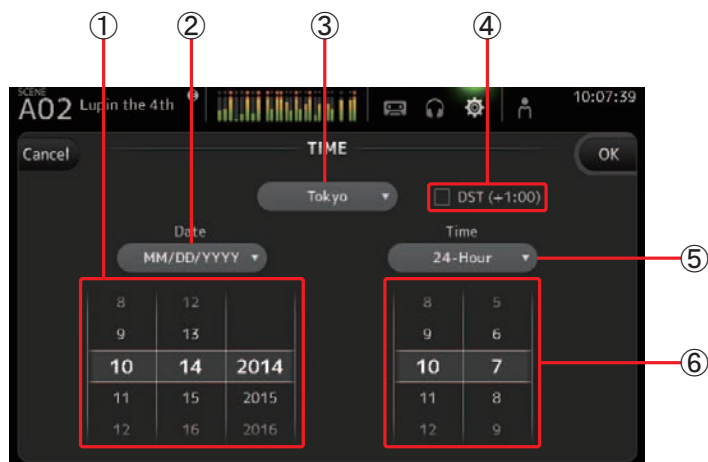 ① ② ③ ④
SCENE
A02 Lupin the 4th 10:07:39
Cancel TIME OK
Tokyo DST (+1:00)
Date Time
MM/DD/YYYY 24-Hour ⑤
8 12 8 5
9 13 9 6
10 14 2014 10 7 ⑥
11 15 2015 11 8
12 16 2016 12 9